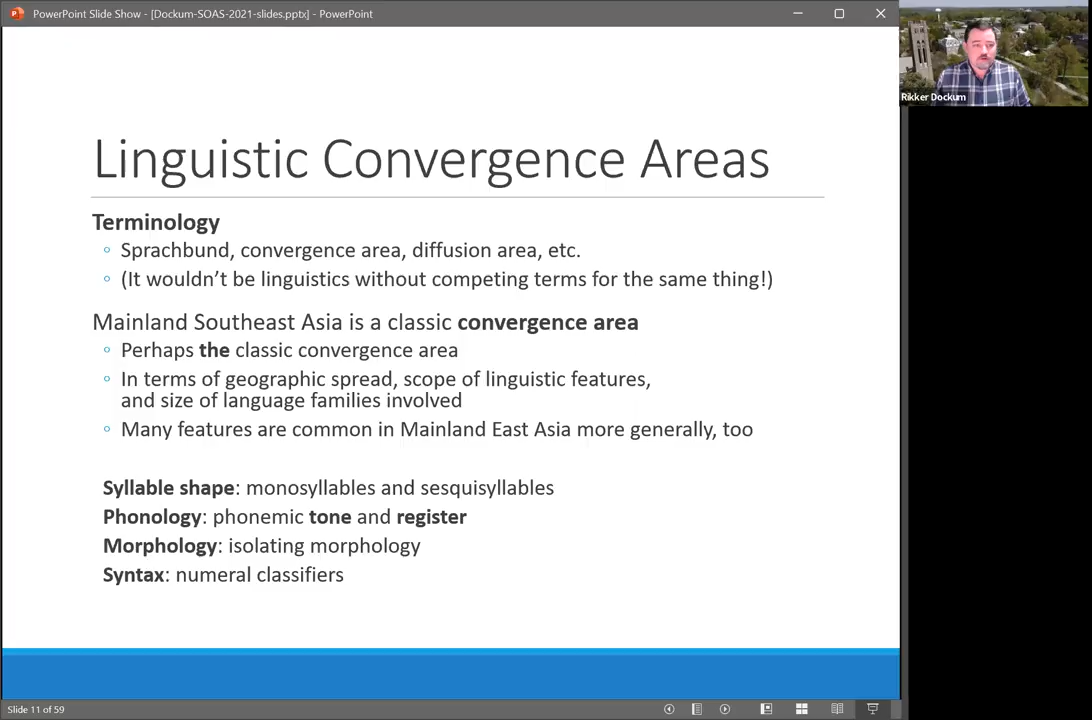 PowerPoint Slide Show - [Dockum-SOAS-2021-slides.pptx] - PowerPoint
Rikker Dockum
Linguistic Convergence Areas
Terminology
Sprachbund, convergence area, diffusion area, etc.
(It wouldn't be linguistics without competing terms for the same thing!)
Mainland Southeast Asia is a classic convergence area
Perhaps the classic convergence area
In terms of geographic spread, scope of linguistic features,
and size of language families involved
Many features are common in Mainland East Asia more generally, too
Syllable shape: monosyllables and sesquisyllables
Phonology: phonemic tone and register
Morphology: isolating morphology
Syntax: numeral classifiers
Slide 11 of 59